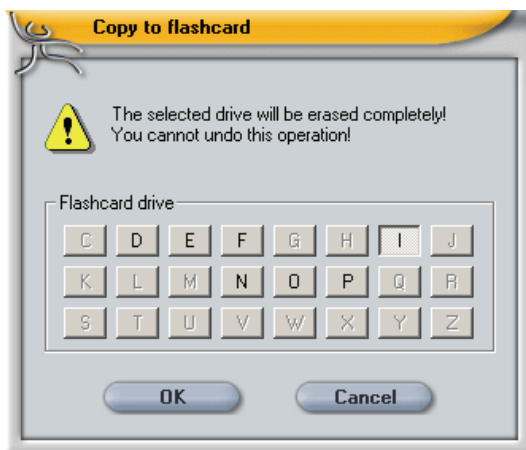 Copy to flashcard
The selected drive will be erased completely!
You cannot undo this operation!
Flashcard drive
C D E F G H I J
K L M N O P Q R
S T U V W X Y Z
OK Cancel